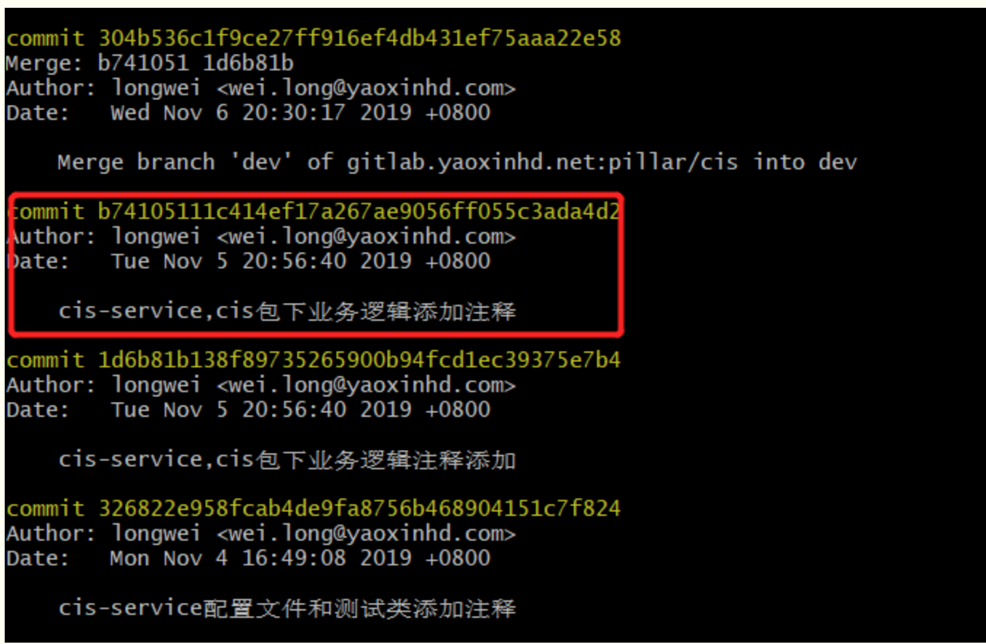 commit 304b536c1f9ce27ff916ef4db431ef75aaa22e58
Merge: b741051 1d6b81b
Author: longwei <wei.long@yaoxinhd.com>
Date:   Wed Nov 6 20:30:17 2019 +0800
Merge branch 'dev' of gitlab.yaoxinhd.net:pillar/cis into dev
commit b74105111c414ef17a267ae9056ff055c3ada4d2
Author: longwei <wei.long@yaoxinhd.com>
Date:   Tue Nov 5 20:56:40 2019 +0800
cis-service,cis包下业务逻辑添加注释
commit 1d6b81b138f89735265900b94fcd1ec39375e7b4
Author: longwei <wei.long@yaoxinhd.com>
Date:   Tue Nov 5 20:56:40 2019 +0800
cis-service,cis包下业务逻辑注释添加
commit 326822e958fcab4de9fa8756b468904151c7f824
Author: longwei <wei.long@yaoxinhd.com>
Date:   Mon Nov 4 16:49:08 2019 +0800
cis-service配置文件和测试类添加注释